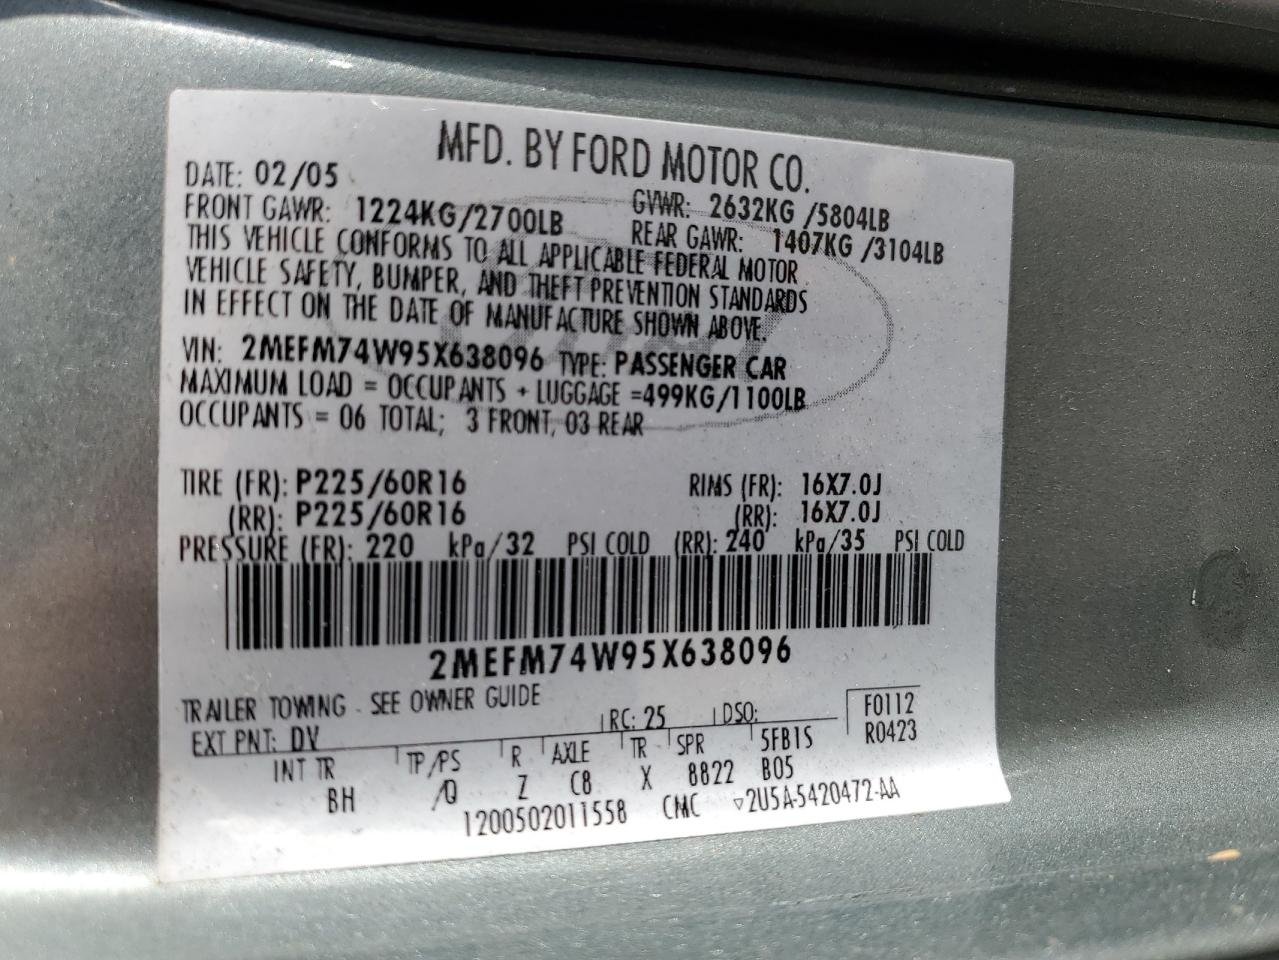 MFD. BY FORD MOTOR CO.
DATE: 02/05
FRONT GAWR: 1224KG/2700LB
GVWR: 2632KG /5804LB
REAR GAWR: 1407KG /3104LB
THIS VEHICLE CONFORMS TO ALL APPLICABLE FEDERAL MOTOR
VEHICLE SAFETY, BUMPER, AND THEFT PREVENTION STANDARDS
IN EFFECT ON THE DATE OF MANUFACTURE SHOWN ABOVE.
VIN: 2MEFM74W95X638096 TYPE: PASSENGER CAR
MAXIMUM LOAD = OCCUPANTS + LUGGAGE =499KG/1100LB
OCCUPANTS = 06 TOTAL; 3 FRONT, 03 REAR
TIRE (FR): P225/60R16 RIMS (FR): 16X7.0J
(RR): P225/60R16 (RR): 16X7.0J
PRESSURE (FR): 220 kPa/32 PSI COLD (RR): 240 kPa/35 PSI COLD
2MEFM74W95X638096
TRAILER TOWING - SEE OWNER GUIDE
EXT PNT: DV RC: 25 DSO:
F0112
R0423
INT TR TP/PS R AXLE TR SPR 5FB1S
BH /Q Z C8 X 8822 B05
1200502011558 CMC ▽2U5A-5420472-AA